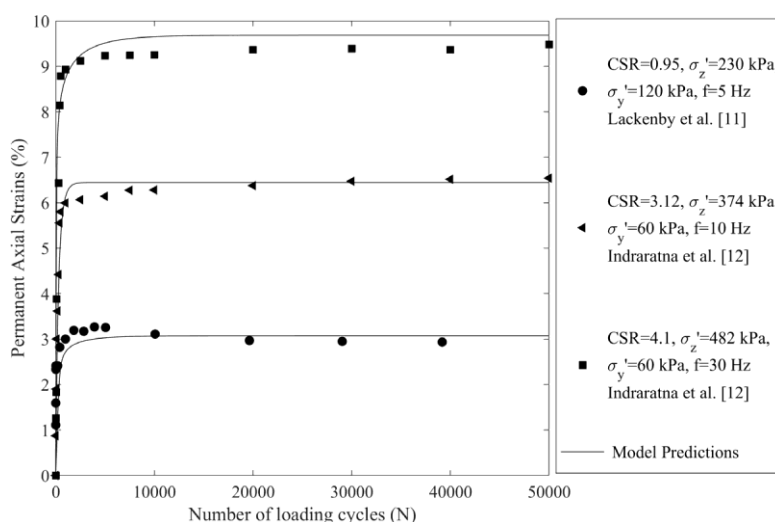 10
9
8
7
6
5
4
3
2
1
0
Permanent Axial Strains (%)
0 10000 20000 30000 40000 50000
Number of loading cycles (N)
CSR=0.95, σz'=230 kPa
σy'=120 kPa, f=5 Hz
Lackenby et al. [11]
CSR=3.12, σz'=374 kPa
σy'=60 kPa, f=10 Hz
Indraratna et al. [12]
CSR=4.1, σz'=482 kPa,
σy'=60 kPa, f=30 Hz
Indraratna et al. [12]
Model Predictions